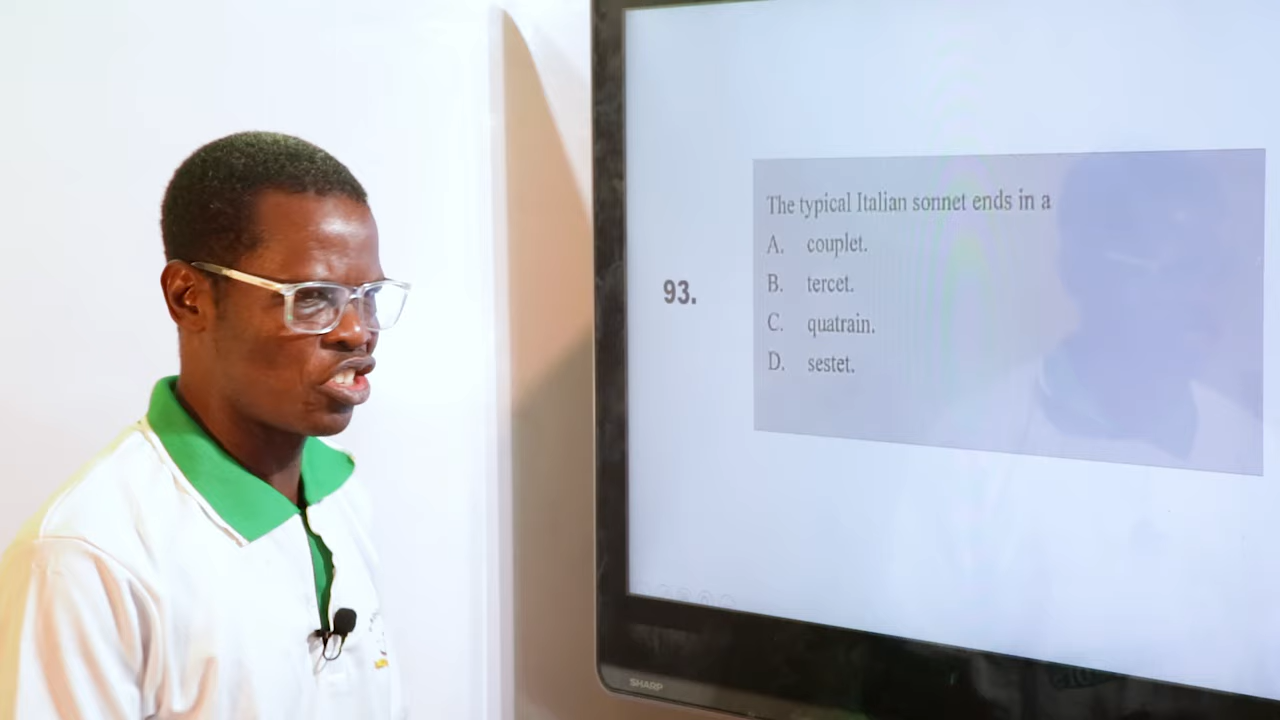 The typical Italian sonnet ends in a
A. couplet.
B. tercet.
93.
C. quatrain.
D. sestet.
SHARP